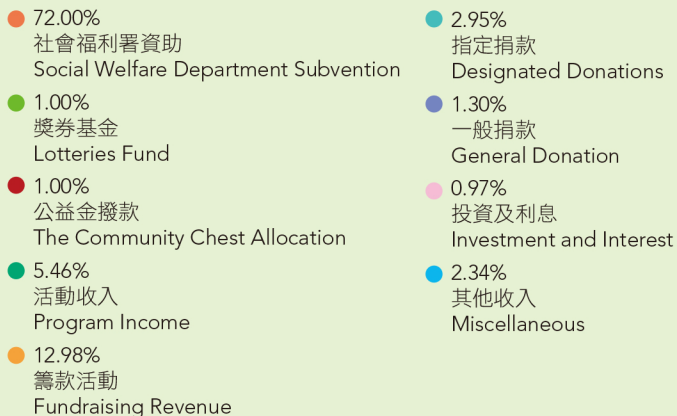 72.00%
社會福利署資助
Social Welfare Department Subvention
1.00%
獎券基金
Lotteries Fund
1.00%
公益金撥款
The Community Chest Allocation
5.46%
活動收入
Program Income
12.98%
籌款活動
Fundraising Revenue
2.95%
指定捐款
Designated Donations
1.30%
一般捐款
General Donation
0.97%
投資及利息
Investment and Interest
2.34%
其他收入
Miscellaneous